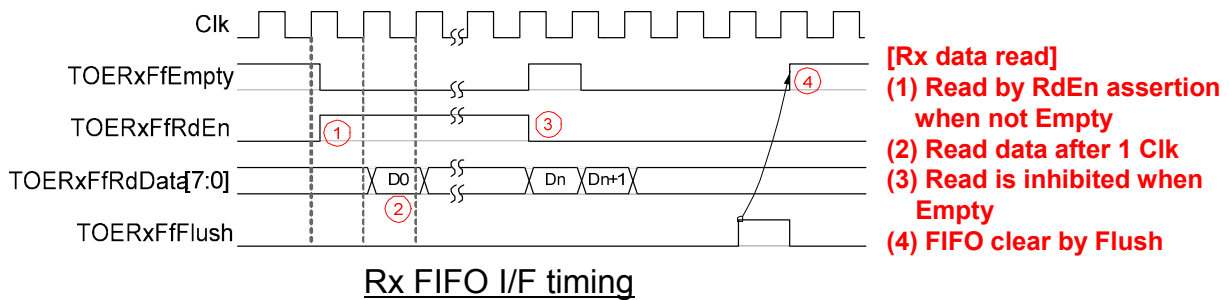 Clk
TOERxFfEmpty
TOERxFfRdEn
TOERxFfRdData[7:0]
TOERxFfFlush
1
D0
2
3
Dn
Dn+1
4
[Rx data read]
(1) Read by RdEn assertion
when not Empty
(2) Read data after 1 Clk
(3) Read is inhibited when
Empty
(4) FIFO clear by Flush
Rx FIFO I/F timing